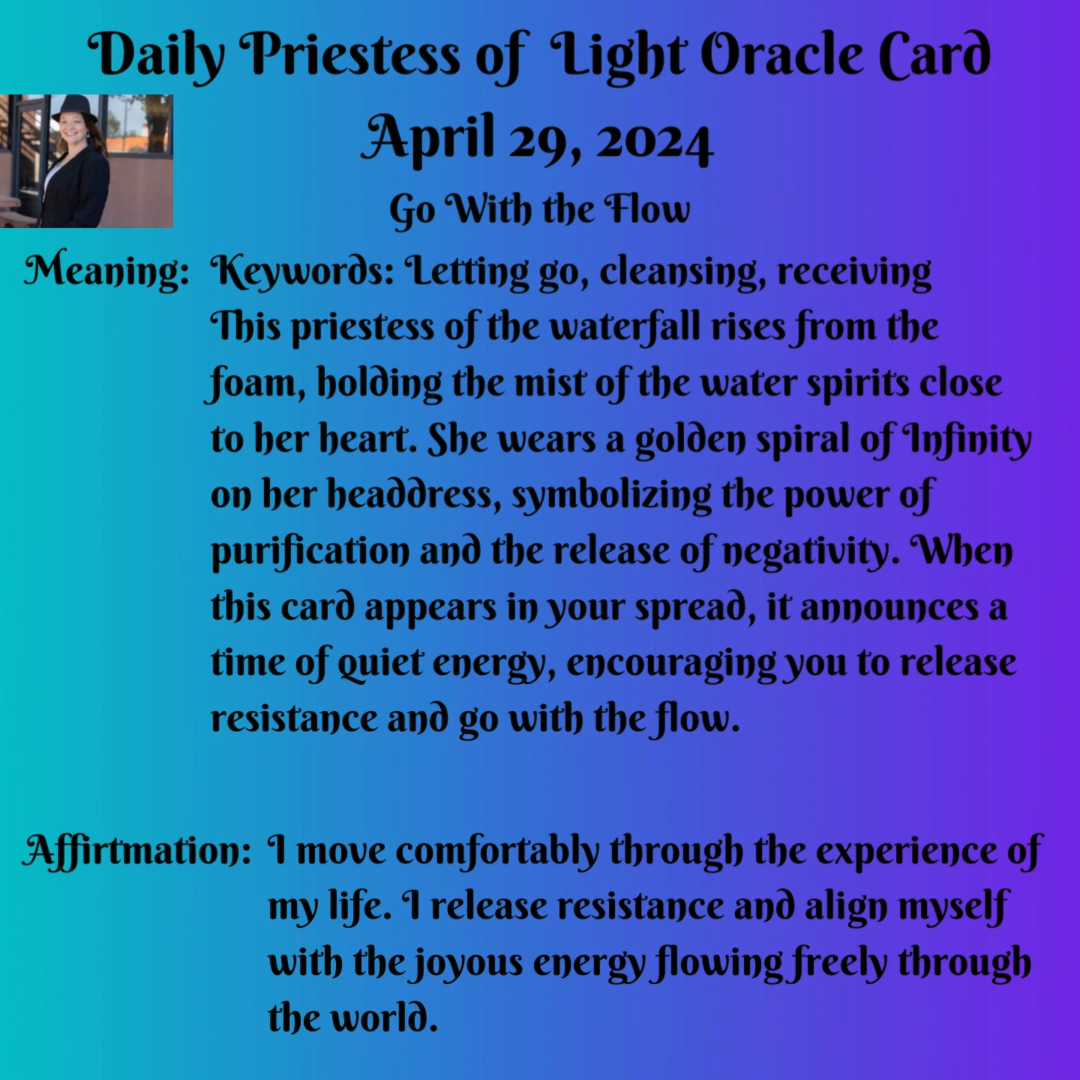 Daily Priestess of Light Oracle Card
April 29, 2024
Go With the Flow
Meaning: Keywords: Letting go, cleansing, receiving
This priestess of the waterfall rises from the
foam, holding the mist of the water spirits close
to her heart. She wears a golden spiral of Infinity
on her headdress, symbolizing the power of
purification and the release of negativity. When
this card appears in your spread, it announces a
time of quiet energy, encouraging you to release
resistance and go with the flow.
Affirtmation: I move comfortably through the experience of
my life. I release resistance and align myself
with the joyous energy flowing freely through
the world.